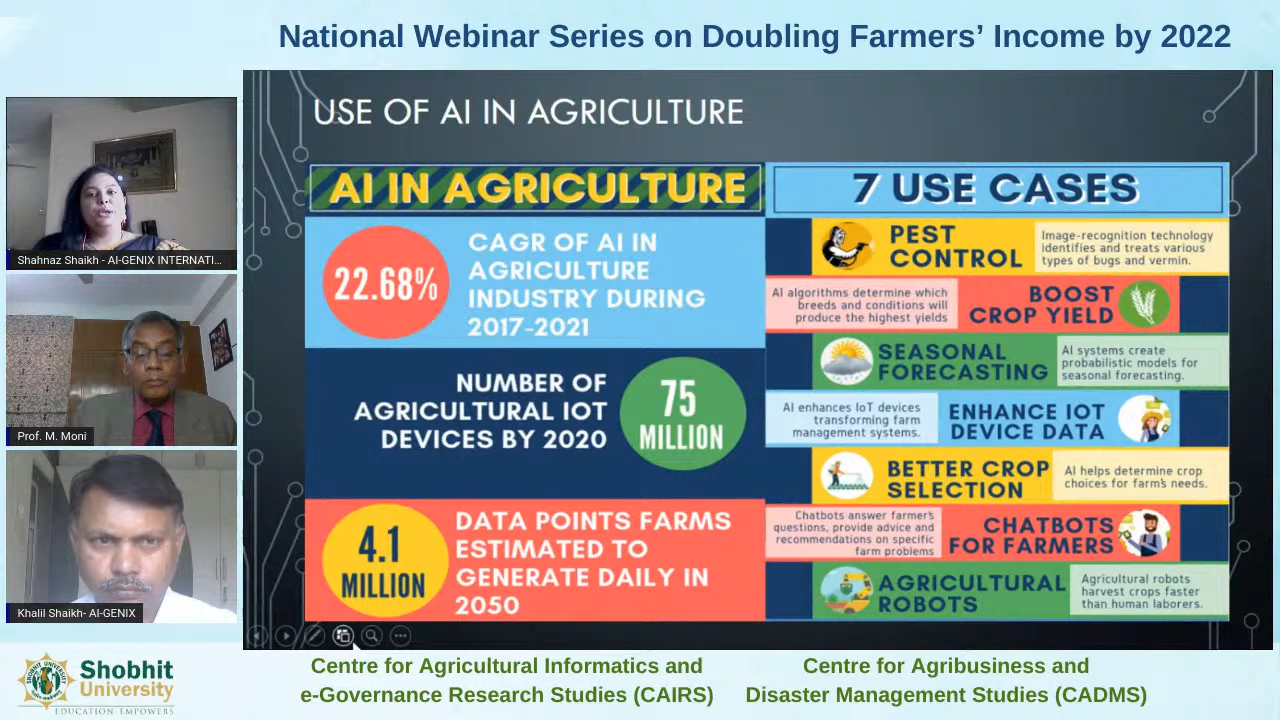 National Webinar Series on Doubling Farmers’ Income by 2022
Shahnaz Shaikh - AI-GENIX INTERNATI...
Prof. M. Moni
Khalil Shaikh- AI-GENIX
USE OF AI IN AGRICULTURE
AI IN AGRICULTURE
22.68%
CAGR OF AI IN
AGRICULTURE
INDUSTRY DURING
2017-2021
NUMBER OF
AGRICULTURAL IOT
DEVICES BY 2020
75
MILLION
4.1
MILLION
DATA POINTS FARMS
ESTIMATED TO
GENERATE DAILY IN
2050
7 USE CASES
PEST
CONTROL
Image-recognition technology
identifies and treats various
types of bugs and vermin.
AI algorithms determine which
breeds and conditions will
produce the highest yields
BOOST
CROP YIELD
SEASONAL
FORECASTING
AI systems create
probabilistic models for
seasonal forecasting.
AI enhances IoT devices
transforming farm
management systems.
ENHANCE IOT
DEVICE DATA
BETTER CROP
SELECTION
AI helps determine crop
choices for farm's needs.
Chatbots answer farmer's
questions, provide advice and
recommendations on specific
farm problems
CHATBOTS
FOR FARMERS
AGRICULTURAL
ROBOTS
Agricultural robots
harvest crops faster
than human laborers.
Shobhit
University
EDUCATION EMPOWERS
Centre for Agricultural Informatics and
e-Governance Research Studies (CAIRS)
Centre for Agribusiness and
Disaster Management Studies (CADMS)